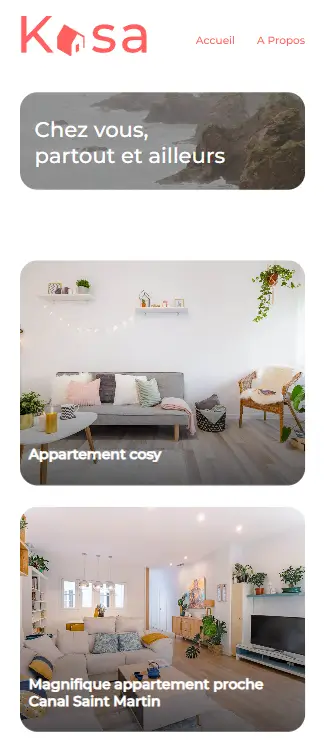 Kasa
Accueil A Propos
Chez vous,
partout et ailleurs
Appartement cosy
Magnifique appartement proche
Canal Saint Martin